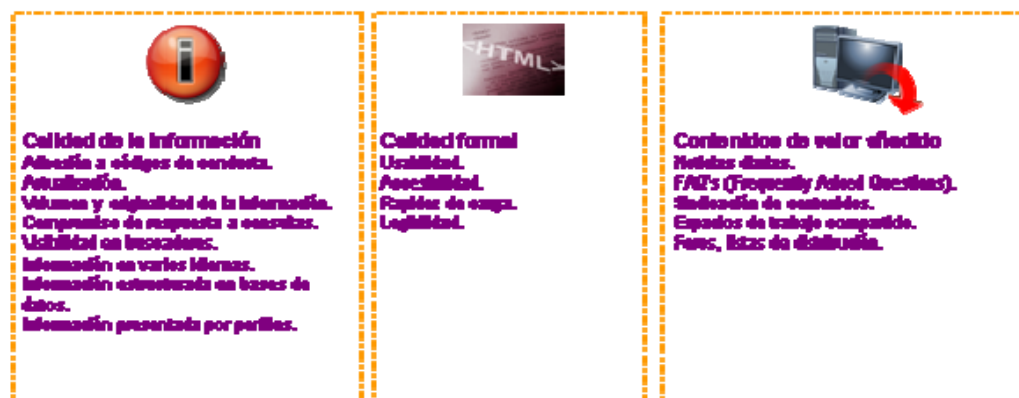 <HTML>
Calidad de la información
Adhesión a códigos de conducta.
Actualización.
Volumen y originalidad de la información.
Compromiso de respuesta a consultas.
Visibilidad en buscadores.
Información en varios idiomas.
Información estructurada en bases de
datos.
Información presentada por perfiles.
Calidad formal
Usabilidad.
Accesibilidad.
Rapidez de carga.
Legibilidad.
Contenidos de valor añadido
Noticias diarias.
FAQ's (Frequently Asked Questions).
Sindicación de contenidos.
Espacios de trabajo compartido.
Foros, listas de distribución.